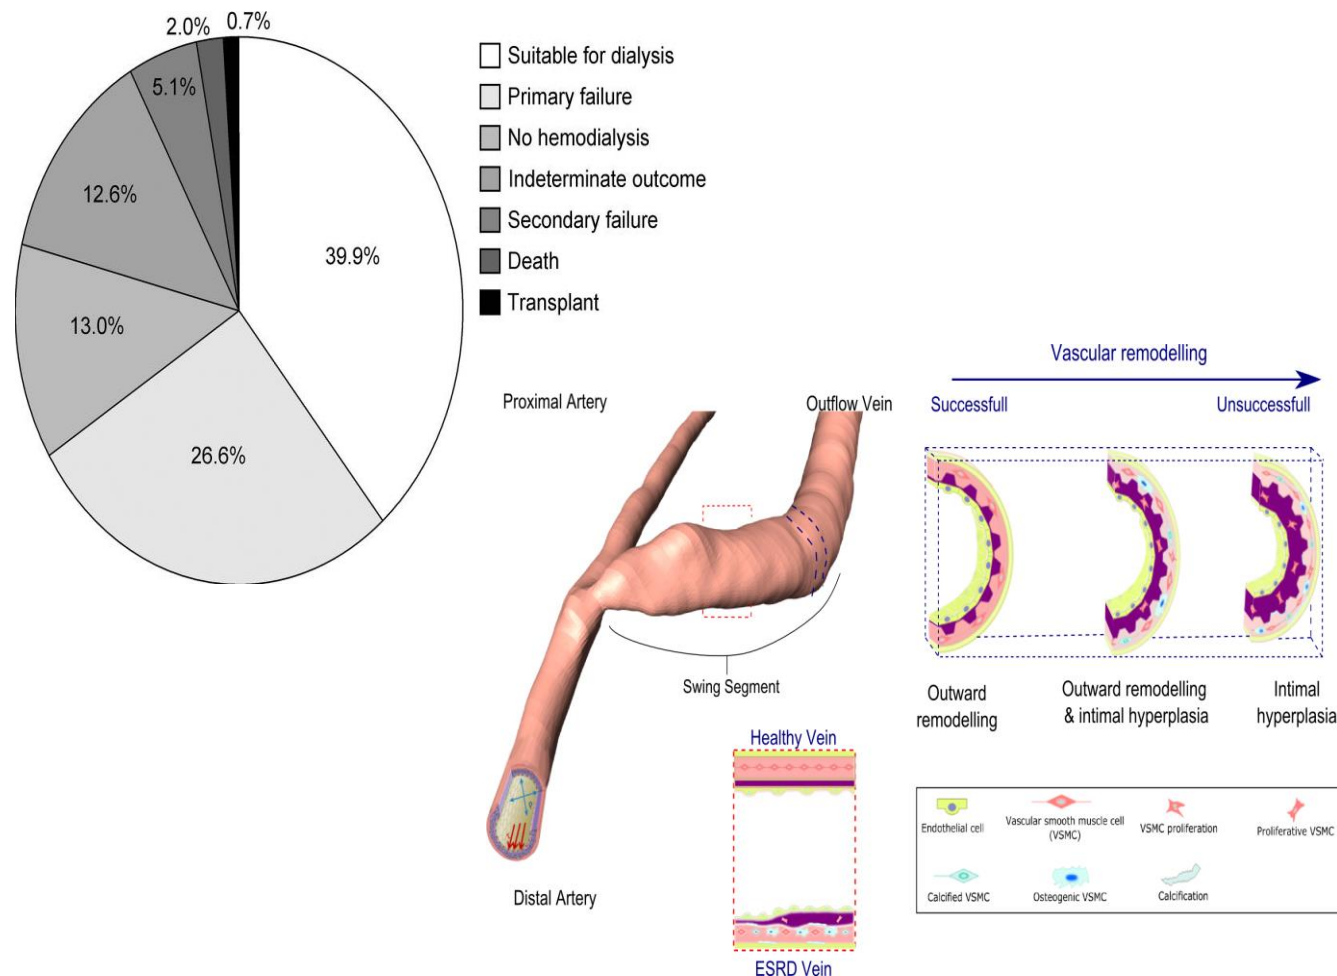 2.0%
0.7%
5.1%
12.6%
39.9%
13.0%
26.6%
Suitable for dialysis
Primary failure
No hemodialysis
Indeterminate outcome
Secondary failure
Death
Transplant
Vascular remodelling
Successfull
Unsuccessfull
Proximal Artery
Outflow Vein
Swing Segment
Distal Artery
Healthy Vein
ESRD Vein
Outward
remodelling
Outward remodelling
& intimal hyperplasia
Intimal
hyperplasia
Endothelial cell
Vascular smooth muscle cell
(VSMC)
VSMC proliferation
Proliferative VSMC
Calcified VSMC
Osteogenic VSMC
Calcification